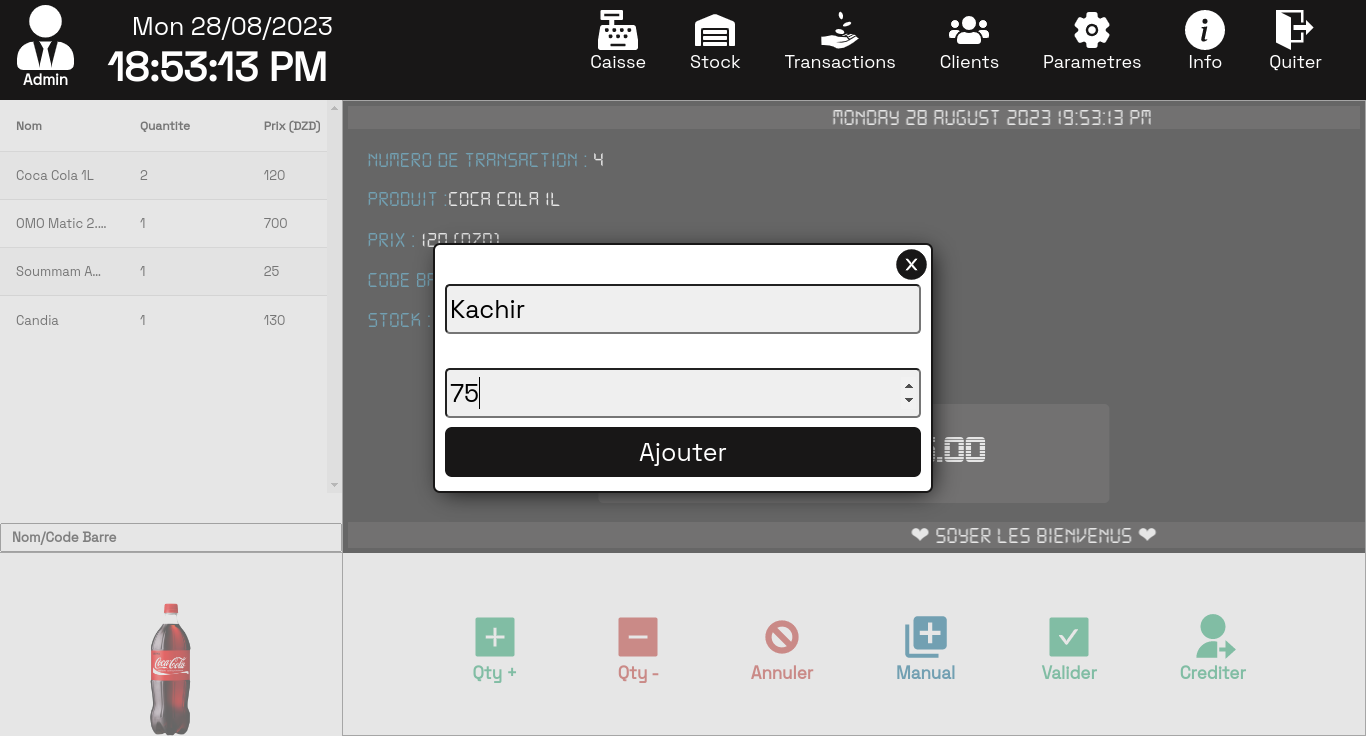 Mon 28/08/2023
18:53:13 PM
Admin
Caisse
Stock
Transactions
Clients
Parametres
Info
Quiter
Nom Quantite Prix (DZD)
Coca Cola 1L 2 120
OMO Matic 2.... 1 700
Soummam A... 1 25
Candia 1 130
Nom/Code Barre
Coca-Cola
MONDAY 28 AUGUST 2023 19:53:13 PM
NUMERO DE TRANSACTION : 4
PRODUIT :COCA COLA 1L
PRIX : 120 (DZD)
CODE BA
STOCK :
X
Kachir
75
Ajouter
.00
❤ SOYER LES BIENVENUS ❤
Qty +
Qty -
Annuler
Manual
Valider
Crediter